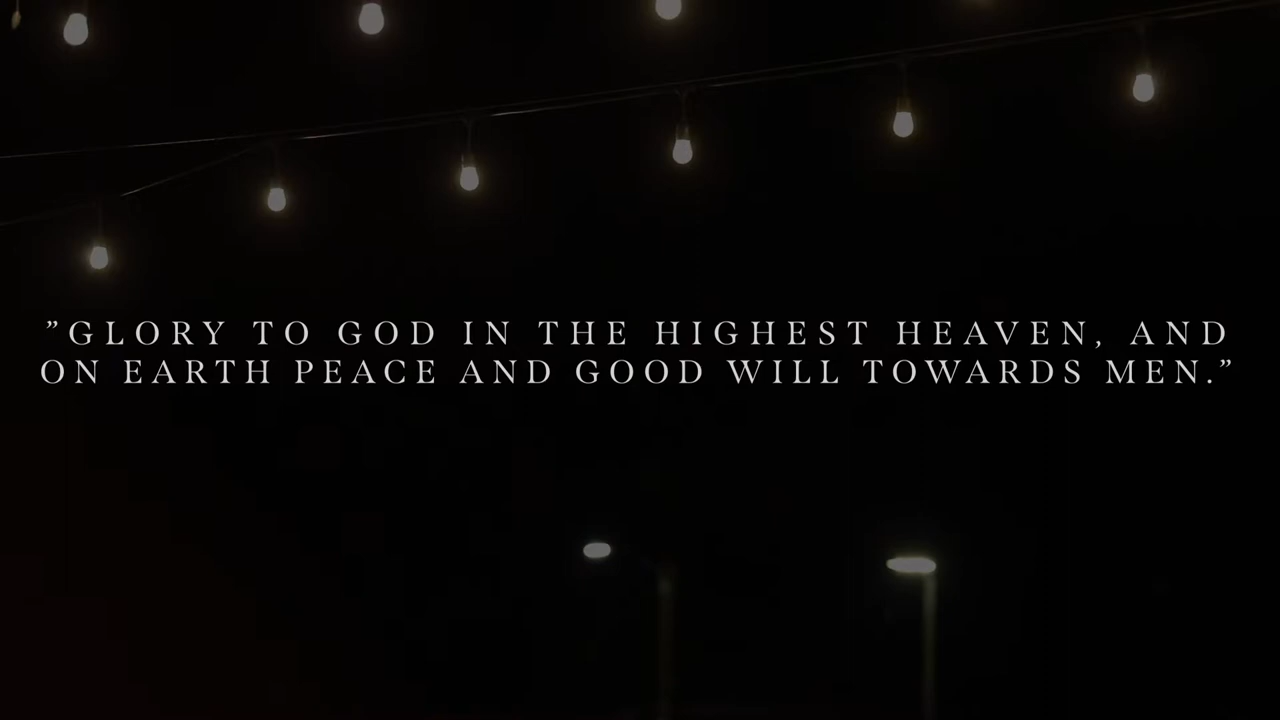 ”GLORY TO GOD IN THE HIGHEST HEAVEN, AND
ON EARTH PEACE AND GOOD WILL TOWARDS MEN.”